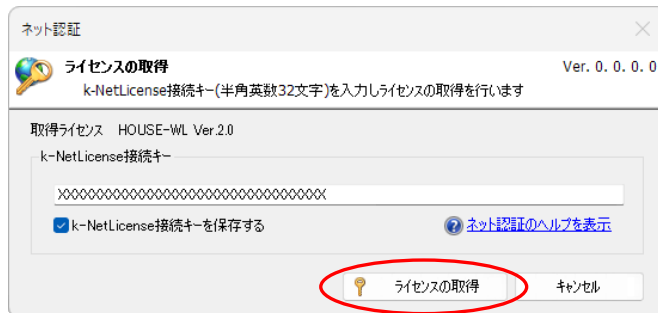 ネット認証
ライセンスの取得
Ver. 0. 0. 0. 0
k-NetLicense接続キー(半角英数32文字)を入力しライセンスの取得を行います
取得ライセンス HOUSE-WL Ver.2.0
k-NetLicense接続キー
XXXXXXXXXXXXXXXXXXXXXXXXXXXXXXXX
k-NetLicense接続キーを保存する
ネット認証のヘルプを表示
ライセンスの取得
キャンセル